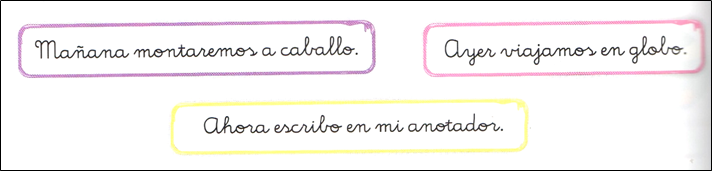 Mañana montaremos a caballo.
Ayer viajamos en globo.
Ahora escribo en mi anotador.